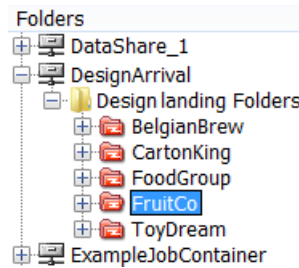 Folders
DataShare_1
DesignArrival
Design landing Folders
BelgianBrew
CartonKing
FoodGroup
FruitCo
ToyDream
ExampleJobContainer